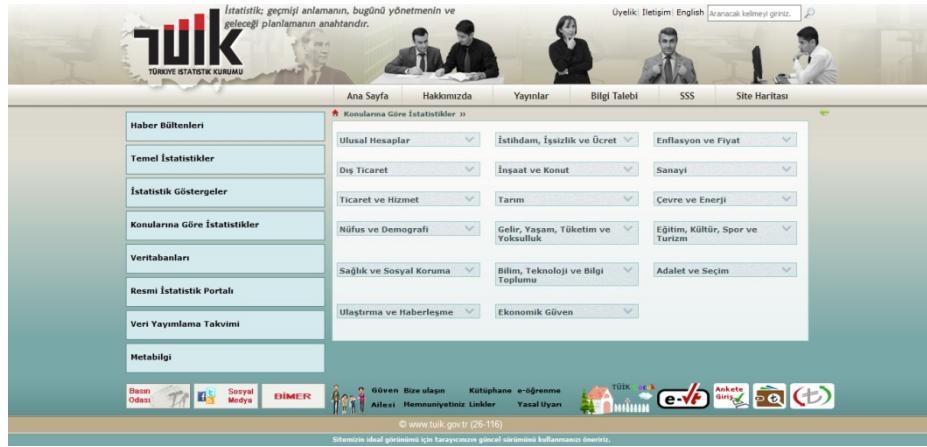 İstatistik; geçmişi anlamanın, bugünü yönetmenin ve
geleceği planlamanın anahtarıdır.
Üyelik| İletişim| English
Aranacak kelimeyi giriniz.
TÜİK
TÜRKİYE İSTATİSTİK KURUMU
Ana Sayfa Hakkımızda Yayınlar Bilgi Talebi SSS Site Haritası
Konularına Göre İstatistikler »
Haber Bültenleri
Temel İstatistikler
İstatistik Göstergeler
Konularına Göre İstatistikler
Veritabanları
Resmi İstatistik Portalı
Veri Yayımlama Takvimi
Metabilgi
Ulusal Hesaplar
İstihdam, İşsizlik ve Ücret
Enflasyon ve Fiyat
Dış Ticaret
İnşaat ve Konut
Sanayi
Ticaret ve Hizmet
Tarım
Çevre ve Enerji
Nüfus ve Demografi
Gelir, Yaşam, Tüketim ve
Yoksulluk
Eğitim, Kültür, Spor ve
Turizm
Sağlık ve Sosyal Koruma
Bilim, Teknoloji ve Bilgi
Toplumu
Adalet ve Seçim
Ulaştırma ve Haberleşme
Ekonomik Güven
Basın
Odası
Sosyal
Medya
BİMER
Güven Bize ulaşın Kütüphane e-öğrenme
Ailesi Memnuniyetiniz Linkler Yasal Uyarı
TÜİK
e-
Ankete
Giriş
© www.tuik.gov.tr (26-116)
Sitemizin ideal görünümü için tarayıcınızın güncel sürümünü kullanmanızı öneririz.